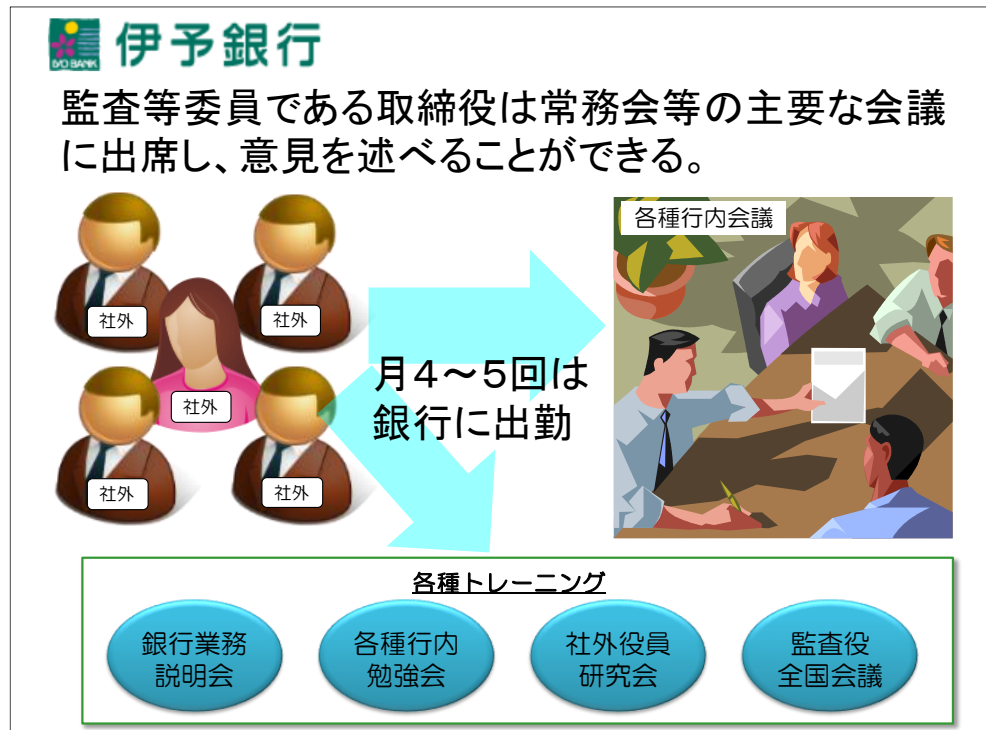 IYO BANK
伊予銀行
監査等委員である取締役は常務会等の主要な会議
に出席し、意見を述べることができる。
社外
社外
社外
社外
社外
各種行内会議
月４～５回は
銀行に出勤
各種トレーニング
銀行業務
説明会
各種行内
勉強会
社外役員
研究会
監査役
全国会議